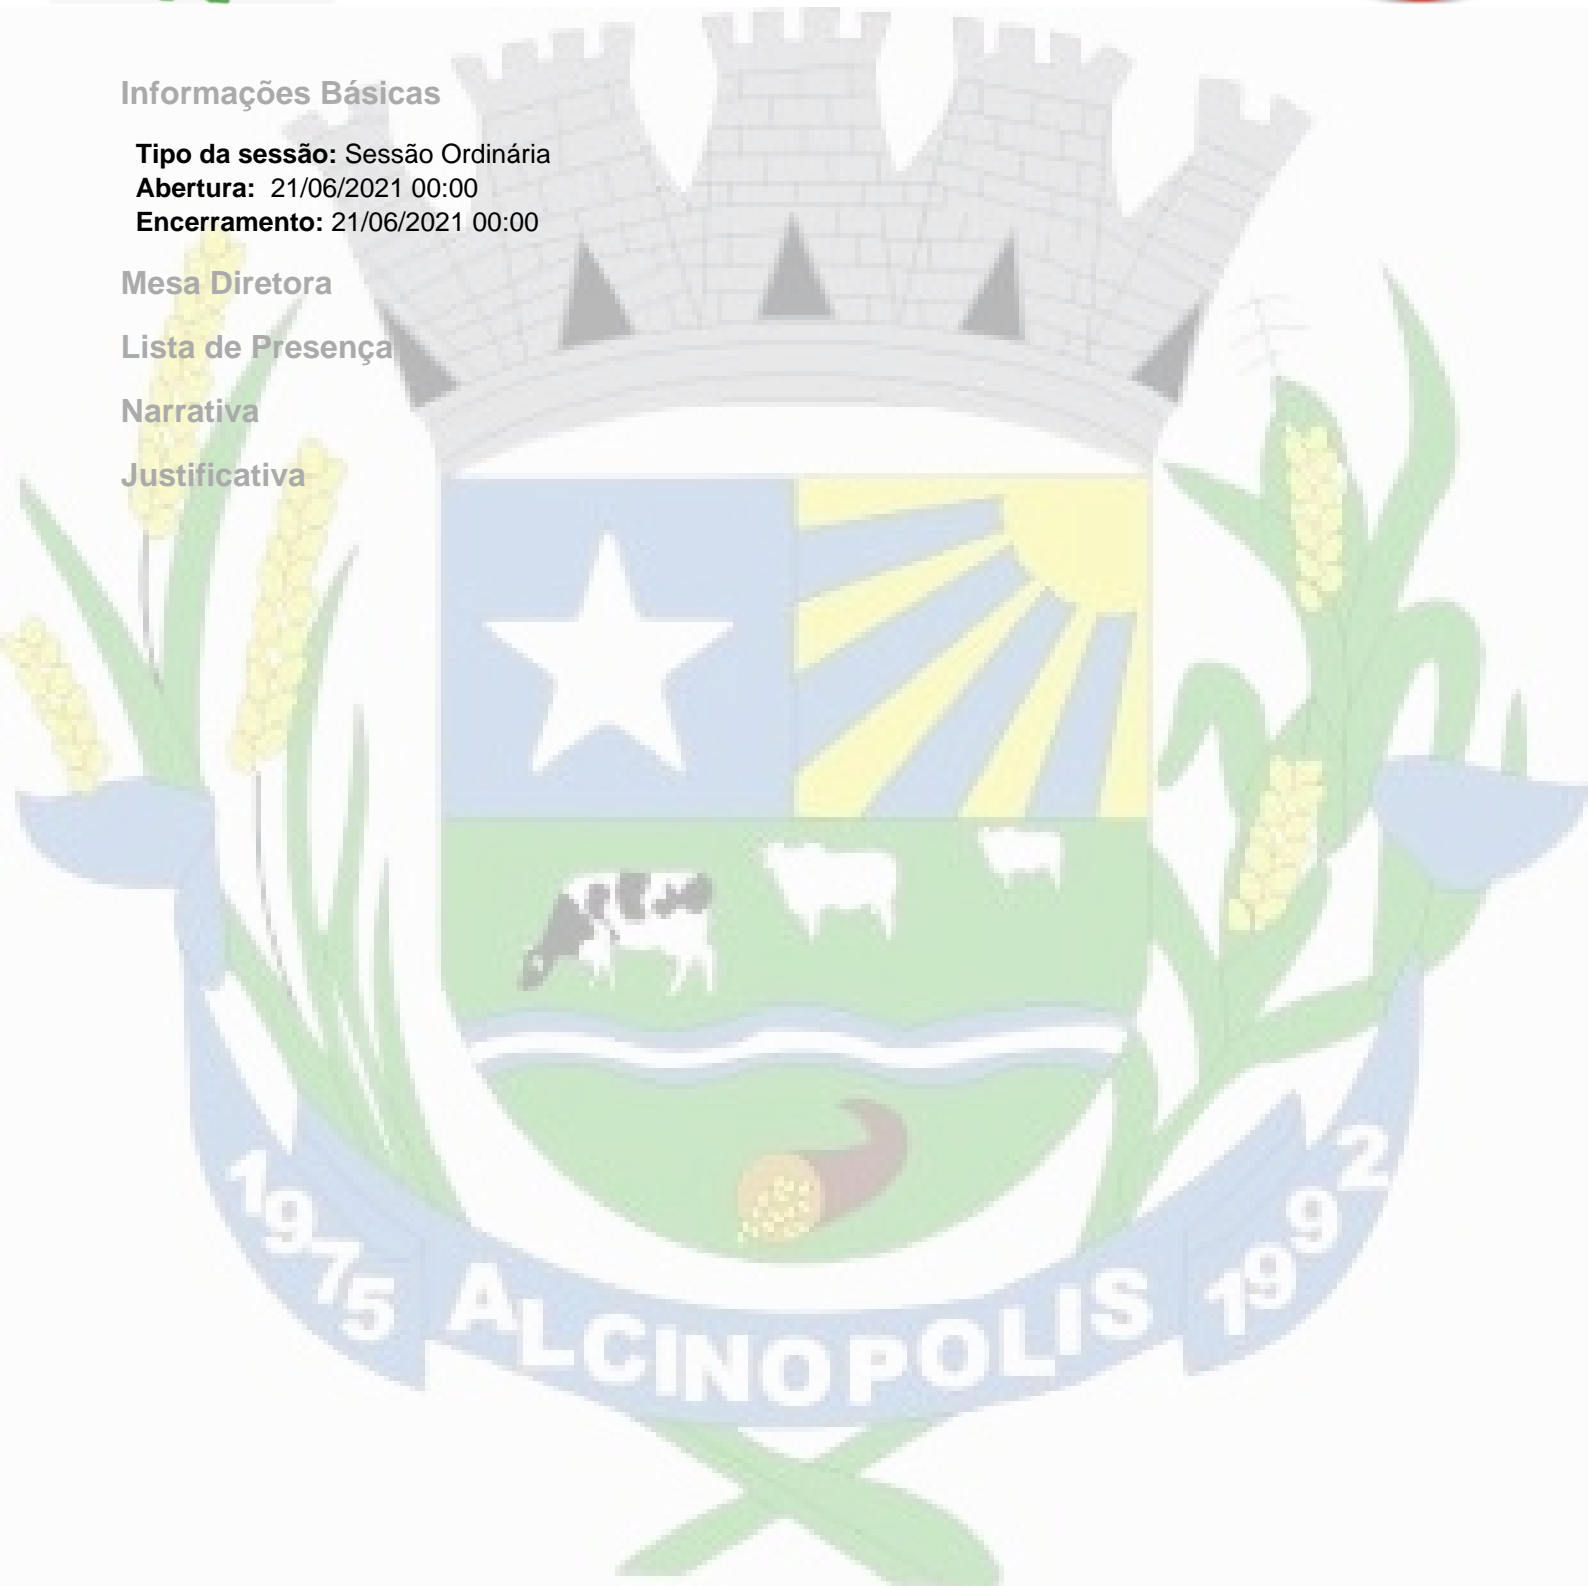 Informações Básicas
Tipo da sessão: Sessão Ordinária
Abertura: 21/06/2021 00:00
Encerramento: 21/06/2021 00:00
Mesa Diretora
Lista de Presença
Narrativa
Justificativa
1975 ALCINOPOLIS 1992